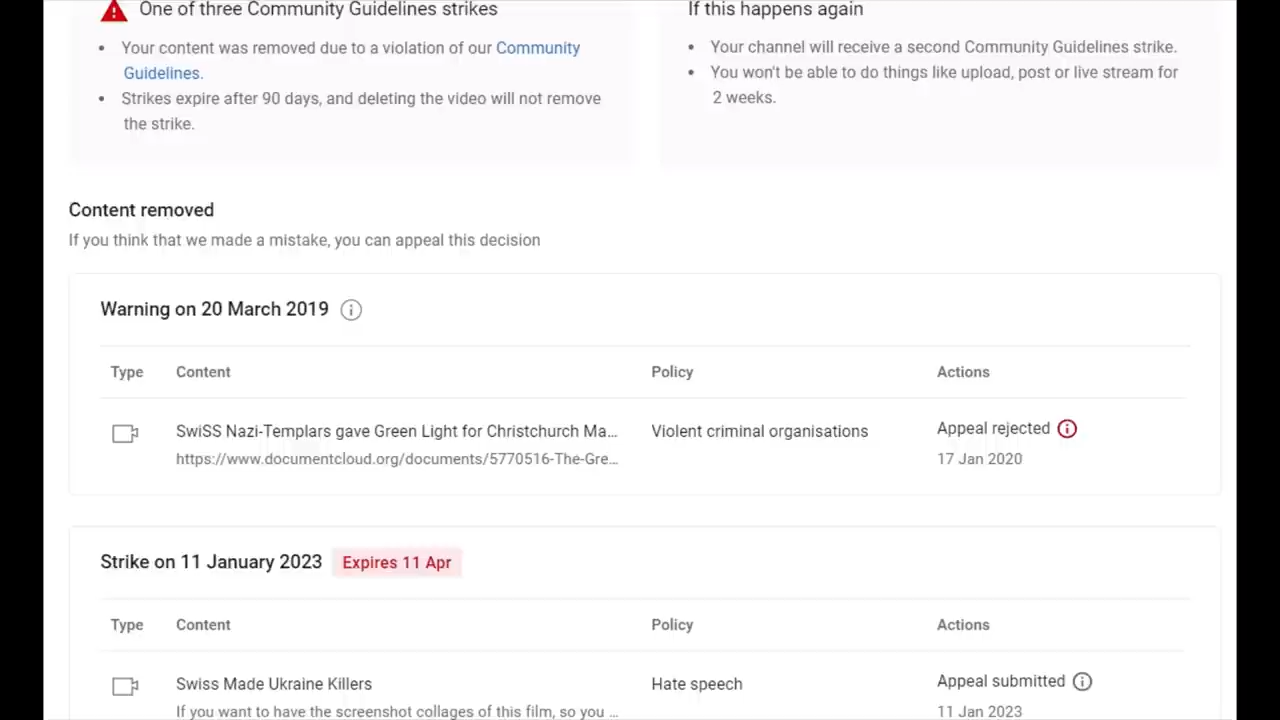 One of three Community Guidelines strikes
• Your content was removed due to a violation of our Community
Guidelines.
• Strikes expire after 90 days, and deleting the video will not remove
the strike.
If this happens again
• Your channel will receive a second Community Guidelines strike.
• You won't be able to do things like upload, post or live stream for
2 weeks.
Content removed
If you think that we made a mistake, you can appeal this decision
Warning on 20 March 2019
Type Content Policy Actions
SwiSS Nazi-Templars gave Green Light for Christchurch Ma... Violent criminal organisations Appeal rejected
https://www.documentcloud.org/documents/5770516-The-Gre... 17 Jan 2020
Strike on 11 January 2023 Expires 11 Apr
Type Content Policy Actions
Swiss Made Ukraine Killers Hate speech Appeal submitted
If you want to have the screenshot collages of this film, so you ... 11 Jan 2023